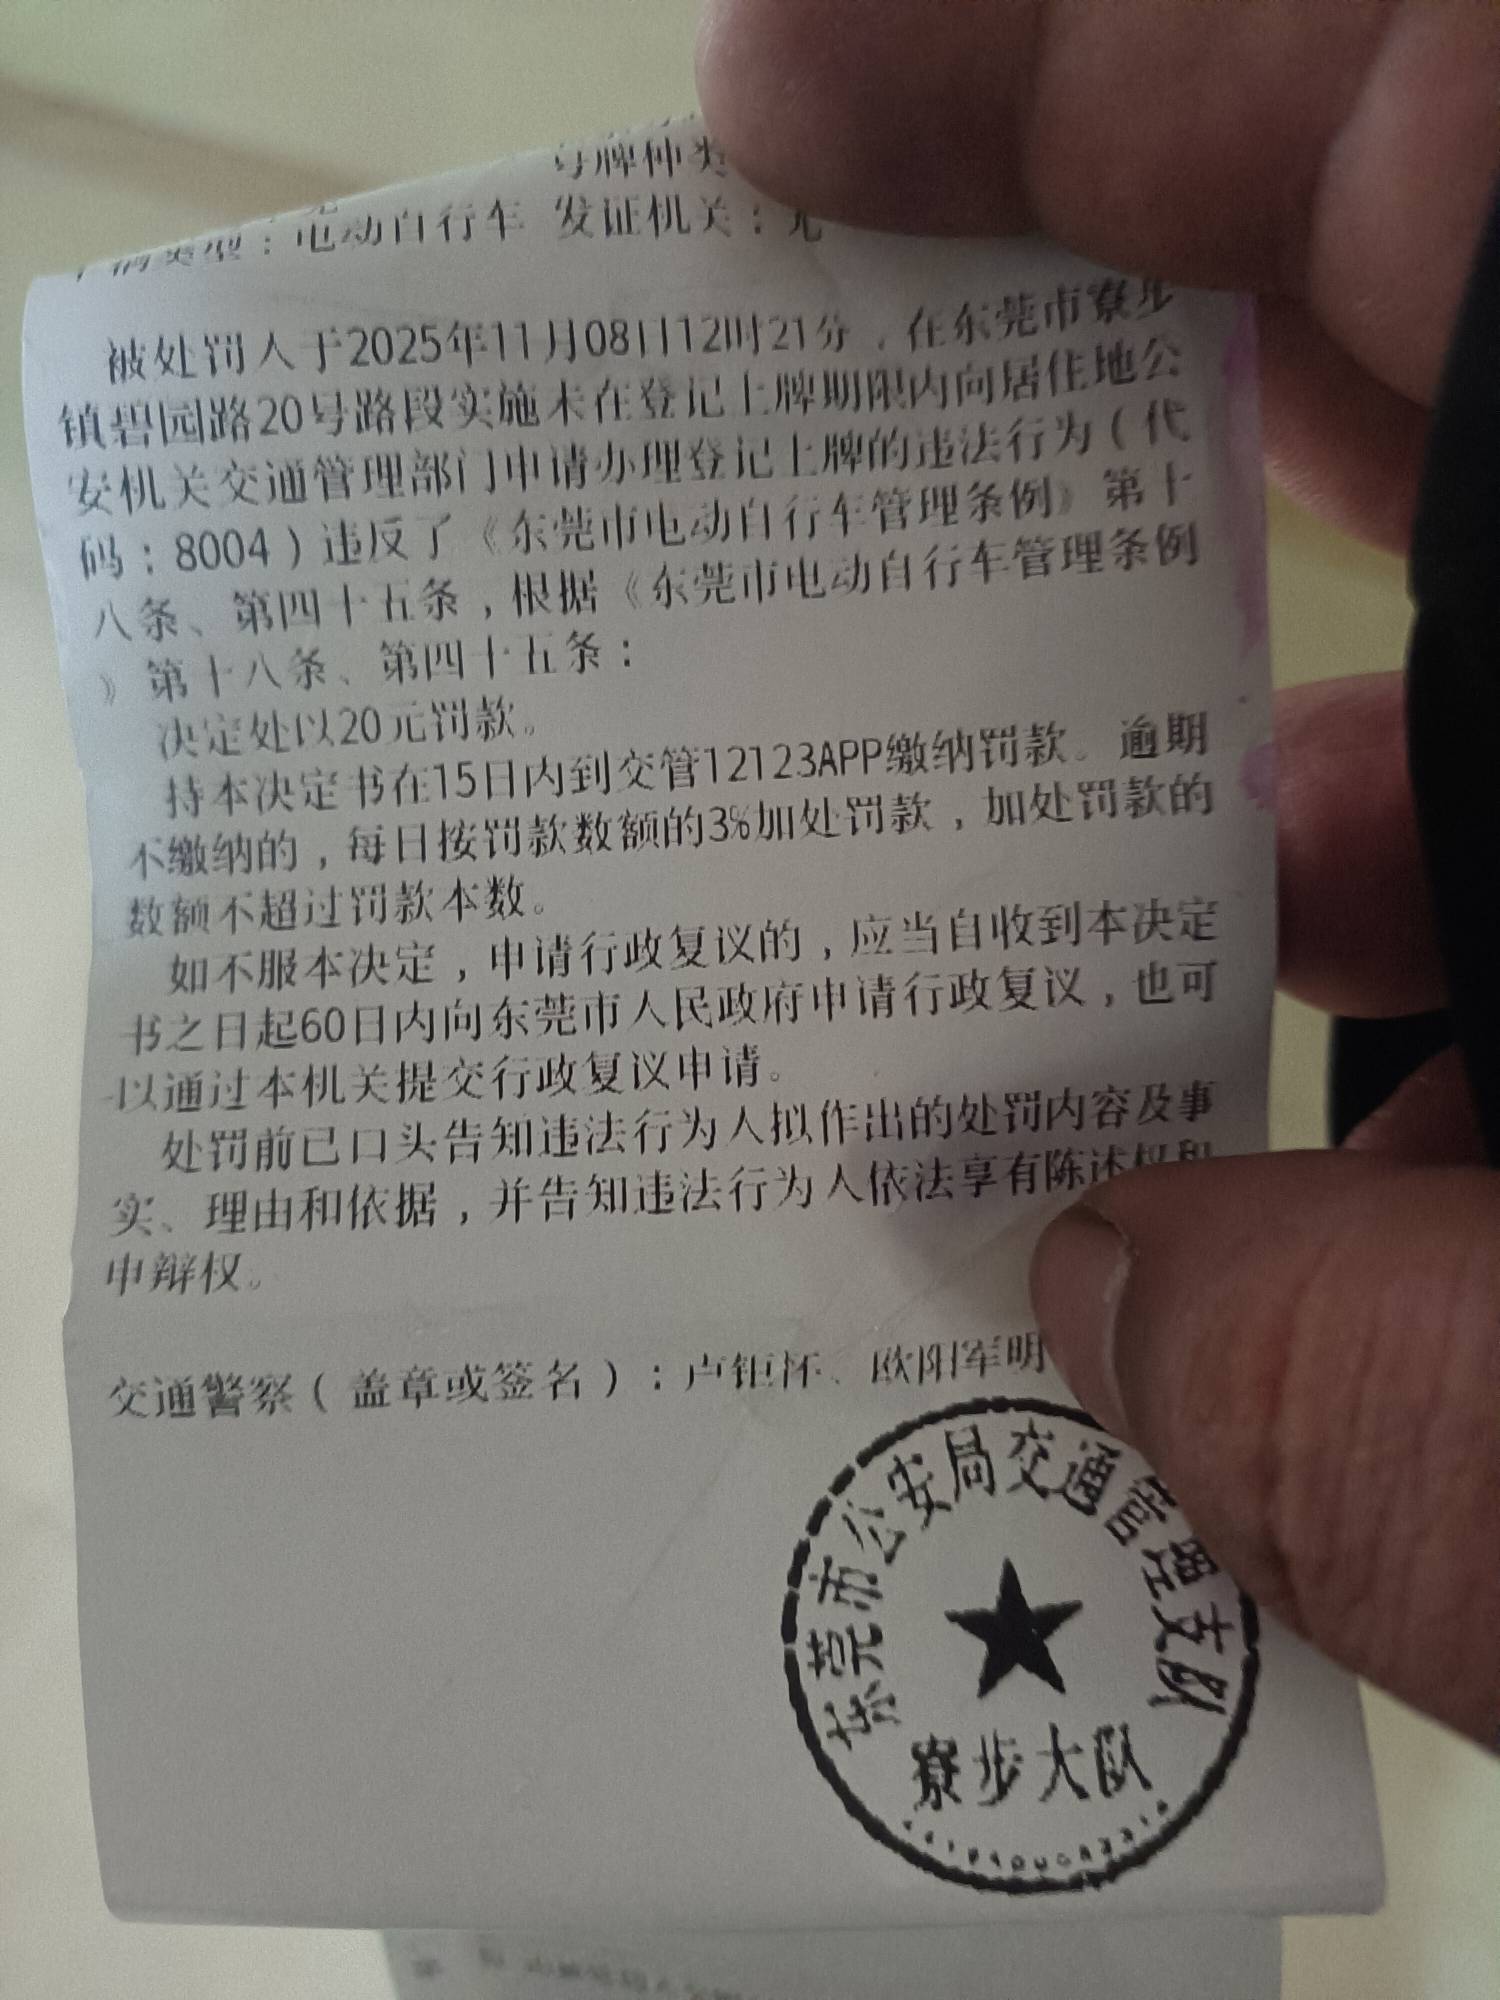 号牌种类
车辆类型：电动自行车 发证机关：无
被处罚人于2025年11月08日12时21分，在东莞市寮步
镇碧园路20号路段实施未在登记上牌期限内向居住地公
安机关交通管理部门申请办理登记上牌的违法行为（代
码：8004）违反了《东莞市电动自行车管理条例》第十
八条、第四十五条，根据《东莞市电动自行车管理条例
》第十八条、第四十五条：
决定处以20元罚款。
持本决定书在15日内到交管12123APP缴纳罚款。逾期
不缴纳的，每日按罚款数额的3%加处罚款，加处罚款的
数额不超过罚款本数。
如不服本决定，申请行政复议的，应当自收到本决定
书之日起60日内向东莞市人民政府申请行政复议，也可
以通过本机关提交行政复议申请。
处罚前已口头告知违法行为人拟作出的处罚内容及事
实、理由和依据，并告知违法行为人依法享有陈述权和
申辩权。
交通警察（盖章或签名）：卢钜怀、欧阳军明
东莞市公安局交通管理支队
寮步大队